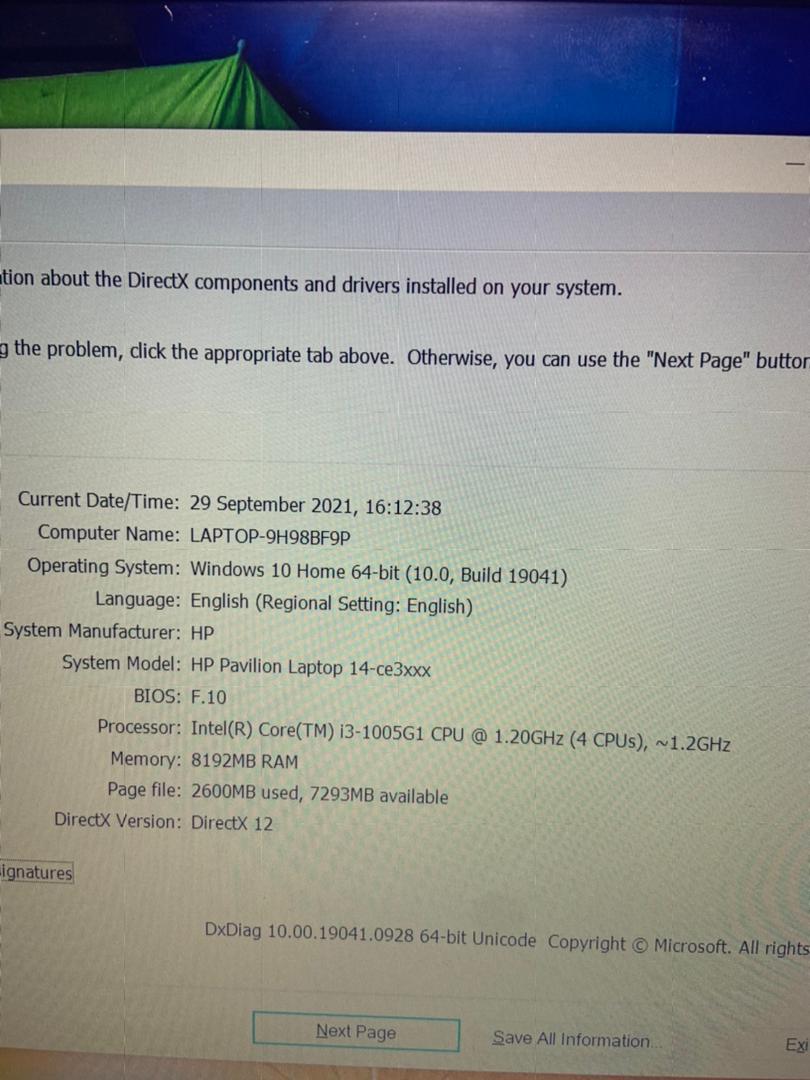 tion about the DirectX components and drivers installed on your system.
g the problem, click the appropriate tab above. Otherwise, you can use the "Next Page" button
Current Date/Time: 29 September 2021, 16:12:38
Computer Name: LAPTOP-9H98BF9P
Operating System: Windows 10 Home 64-bit (10.0, Build 19041)
Language: English (Regional Setting: English)
System Manufacturer: HP
System Model: HP Pavilion Laptop 14-ce3xxx
BIOS: F.10
Processor: Intel(R) Core(TM) i3-1005G1 CPU @ 1.20GHz (4 CPUs), ~1.2GHz
Memory: 8192MB RAM
Page file: 2600MB used, 7293MB available
DirectX Version: DirectX 12
ignatures
DxDiag 10.00.19041.0928 64-bit Unicode Copyright © Microsoft. All rights
Next Page
Save All Information...
Exi